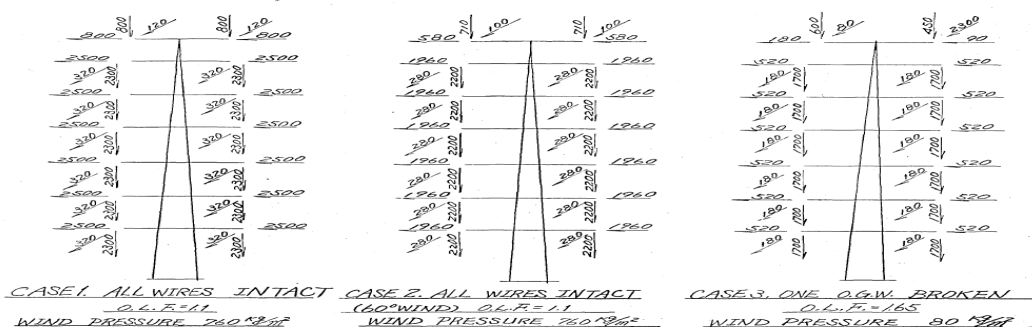 800 120 800 120
800 800
2500 2500
320 2300 320 2300
2500 2500
320 2300 320 2300
2500 2500
320 2300 320 2300
2500 2500
320 2300 320 2300
2500 2500
320 2300 320 2300
2500 2500
320 2300 320 2300
CASE 1. ALL WIRES INTACT
O.L.F.=1.1
WIND PRESSURE 760 Kg/m²
710 100 710 100
580 580
1960 1960
280 2200 280 2200
1960 1960
280 2200 280 2200
1960 1960
280 2200 280 2200
1960 1960
280 2200 280 2200
1960 1960
280 2200 280 2200
1960 1960
280 2200 280 2200
CASE 2. ALL WIRES INTACT
(60° WIND) O.L.F.=1.1
WIND PRESSURE 760 Kg/m²
600 80 450 2300
180 90
520 520
180 1700 180 1700
520 520
180 1700 180 1700
520 520
180 1700 180 1700
520 520
180 1700 180 1700
520 520
180 1700 180 1700
520 520
180 1700 180 1700
CASE 3. ONE O.G.W. BROKEN
O.L.F.=1.65
WIND PRESSURE 80 Kg/m²